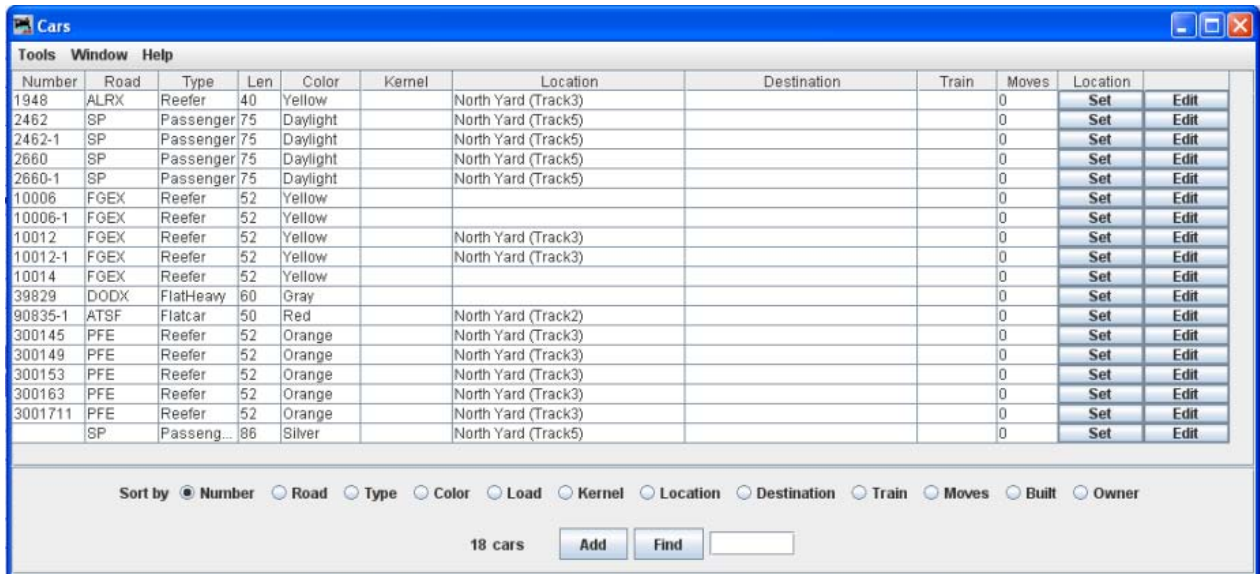 Cars
Tools Window Help
Number Road Type Len Color Kernel Location Destination Train Moves Location
1948 ALRX Reefer 40 Yellow North Yard (Track3) 0 Set Edit
2462 SP Passenger 75 Daylight North Yard (Track5) 0 Set Edit
2462-1 SP Passenger 75 Daylight North Yard (Track5) 0 Set Edit
2660 SP Passenger 75 Daylight North Yard (Track5) 0 Set Edit
2660-1 SP Passenger 75 Daylight North Yard (Track5) 0 Set Edit
10006 FGEX Reefer 52 Yellow 0 Set Edit
10006-1 FGEX Reefer 52 Yellow 0 Set Edit
10012 FGEX Reefer 52 Yellow North Yard (Track3) 0 Set Edit
10012-1 FGEX Reefer 52 Yellow North Yard (Track3) 0 Set Edit
10014 FGEX Reefer 52 Yellow 0 Set Edit
39829 DODX FlatHeavy 60 Gray 0 Set Edit
90835-1 ATSF Flatcar 50 Red North Yard (Track2) 0 Set Edit
300145 PFE Reefer 52 Orange North Yard (Track3) 0 Set Edit
300149 PFE Reefer 52 Orange North Yard (Track3) 0 Set Edit
300153 PFE Reefer 52 Orange North Yard (Track3) 0 Set Edit
300163 PFE Reefer 52 Orange North Yard (Track3) 0 Set Edit
3001711 PFE Reefer 52 Orange North Yard (Track3) 0 Set Edit
SP Passeng... 86 Silver North Yard (Track5) 0 Set Edit
Sort by Number Road Type Color Load Kernel Location Destination Train Moves Built Owner
18 cars Add Find